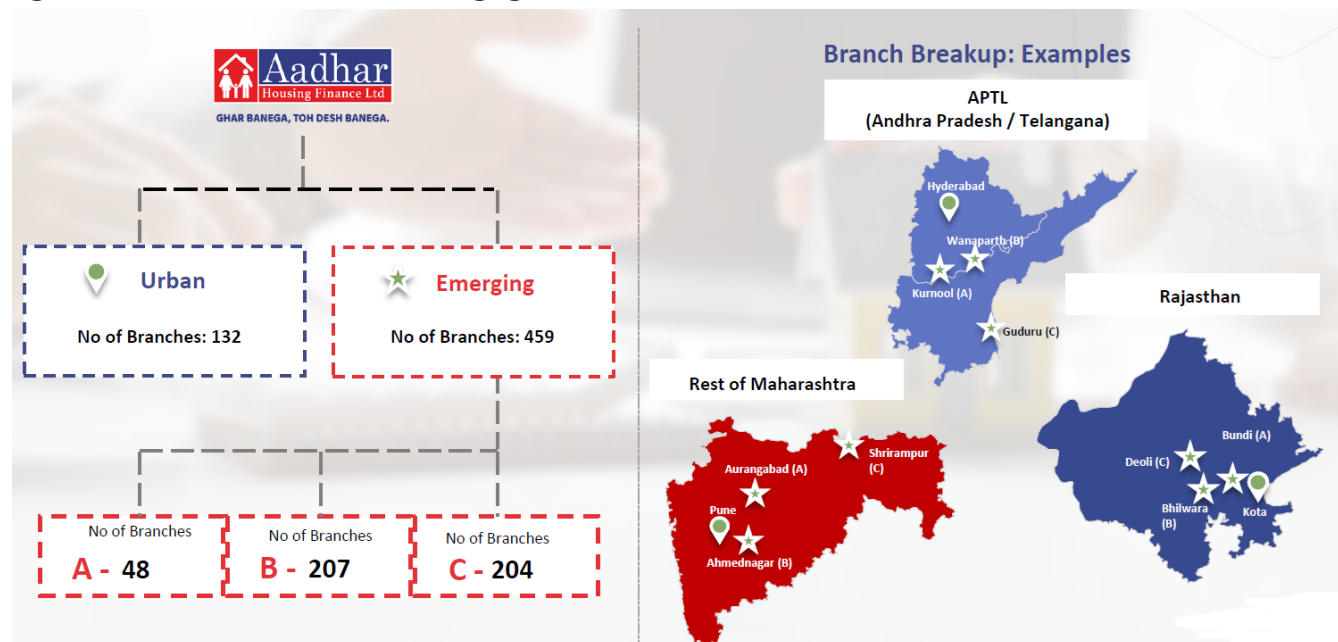 Aadhar
Housing Finance Ltd
GHAR BANEGA, TOH DESH BANEGA.
Urban
No of Branches: 132
Emerging
No of Branches: 459
No of Branches
A - 48
No of Branches
B - 207
No of Branches
C - 204
Branch Breakup: Examples
APTL
(Andhra Pradesh / Telangana)
Hyderabad
Wanaparth (B)
Kurnool (A)
Guduru (C)
Rest of Maharashtra
Shrirampur
(C)
Aurangabad (A)
Pune
Ahmednagar (B)
Rajasthan
Bundi (A)
Deoli (C)
Bhilwara
(B)
Kota